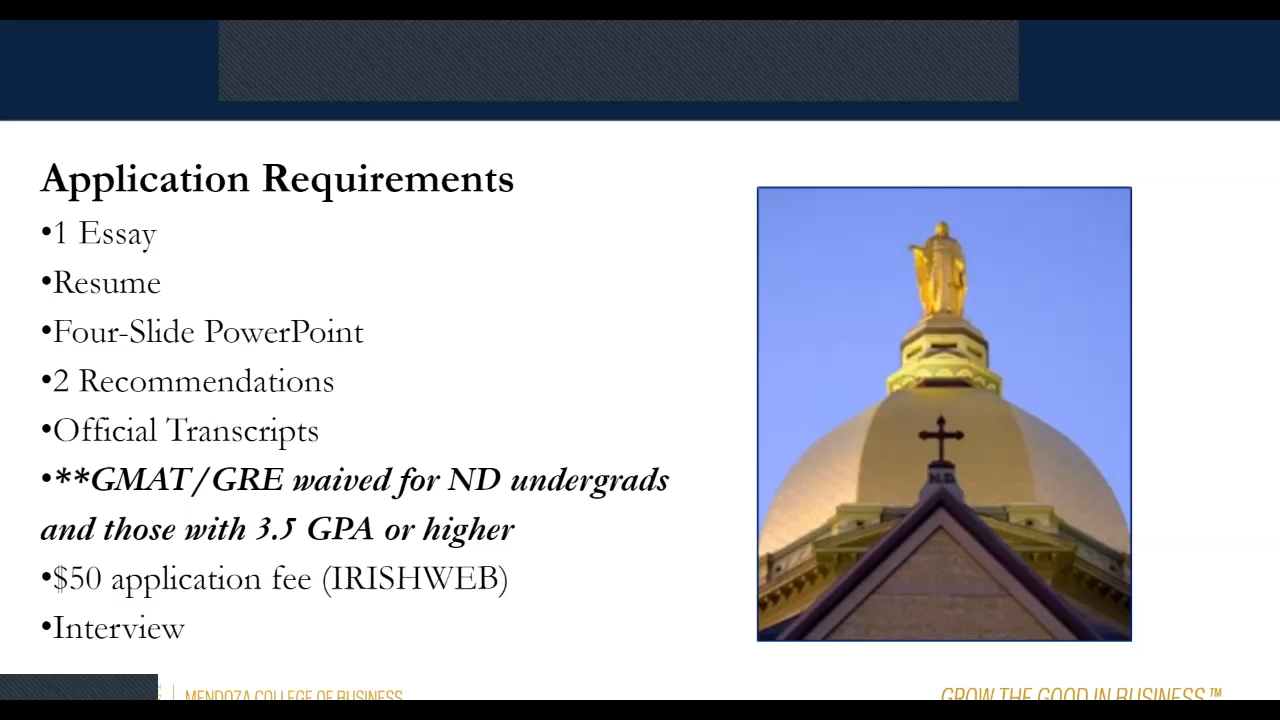 Application Requirements
•1 Essay
•Resume
•Four-Slide PowerPoint
•2 Recommendations
•Official Transcripts
•**GMAT/GRE waived for ND undergrads
and those with 3.5 GPA or higher
•$50 application fee (IRISHWEB)
•Interview
N.D.
MENDOZA COLLEGE OF BUSINESS
GROW THE GOOD IN BUSINESS™